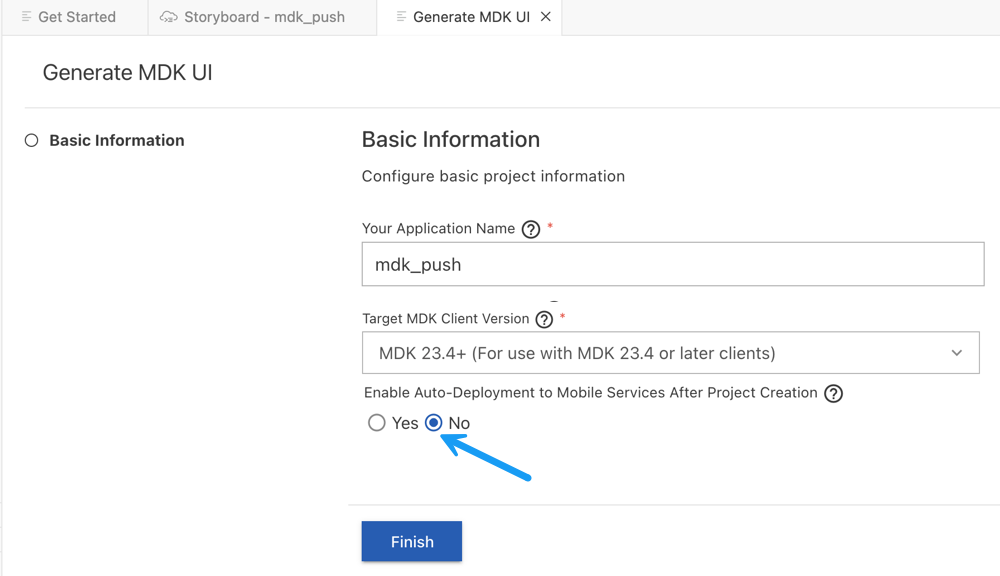 Get Started
Storyboard - mdk_push
Generate MDK UI
Generate MDK UI
Basic Information
Basic Information
Configure basic project information
Your Application Name ? *
mdk_push
Target MDK Client Version ? *
MDK 23.4+ (For use with MDK 23.4 or later clients)
Enable Auto-Deployment to Mobile Services After Project Creation ?
Yes No
Finish